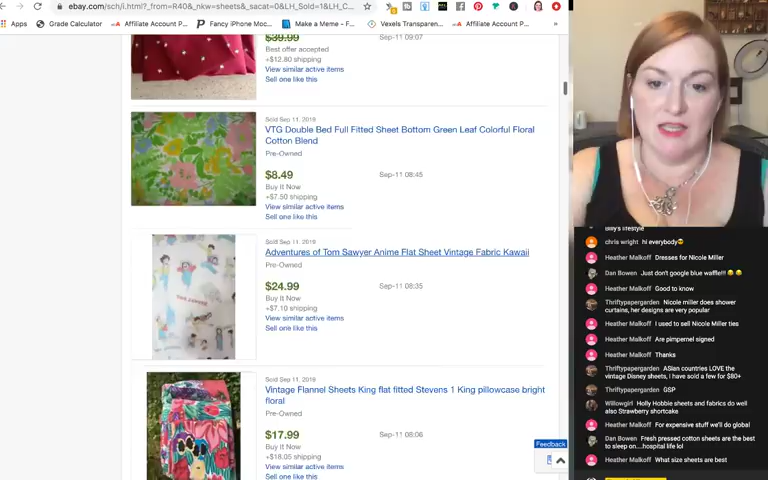 Apps
ebay.com/sch/i.html?_from=R40&_nkw=sheets&_sacat=0&LH_Sold=1&LH_C...
Grade Calculator
Affiliate Account P...
Fancy iPhone Moc...
Make a Meme - F...
Vexels Transparen...
Affiliate Account P...
$39.99
Sep-11 09:07
Best offer accepted
+$12.80 shipping
View similar active items
Sell one like this
Sold Sep 11, 2019
VTG Double Bed Full Fitted Sheet Bottom Green Leaf Colorful Floral
Cotton Blend
Pre-Owned
$8.49
Sep-11 08:45
Buy It Now
+$7.50 shipping
View similar active items
Sell one like this
Sold Sep 11, 2019
Adventures of Tom Sawyer Anime Flat Sheet Vintage Fabric Kawaii
Pre-Owned
$24.99
Sep-11 08:35
Buy It Now
+$7.10 shipping
View similar active items
Sell one like this
Sold Sep 11, 2019
Vintage Flannel Sheets King flat fitted Stevens 1 King pillowcase bright
floral
Pre-Owned
$17.99
Sep-11 08:06
Buy It Now
+$18.05 shipping
View similar active items
Sell one like this
Feedback
Billy's lifestyle
chris wright hi everybody😎
Heather Malkoff Dresses for Nicole Miller
Dan Bowen Just don't google blue waffle!!! 😂 😂
Heather Malkoff Good to know
Thriftypapergarden Nicole miller does shower
curtains, her designs are very popular
Heather Malkoff I used to sell Nicole Miller ties
Heather Malkoff Are pimpernel signed
Heather Malkoff Thanks
Thriftypapergarden ASian countries LOVE the
vintage Disney sheets, I have sold a few for $80+
Thriftypapergarden GSP
Willowgirl Holly Hobbie sheets and fabrics do well
also Strawberry shortcake
Heather Malkoff For expensive stuff we'll do global
Dan Bowen Fresh pressed cotton sheets are the best
to sleep on....hospital life lol
Heather Malkoff What size sheets are best